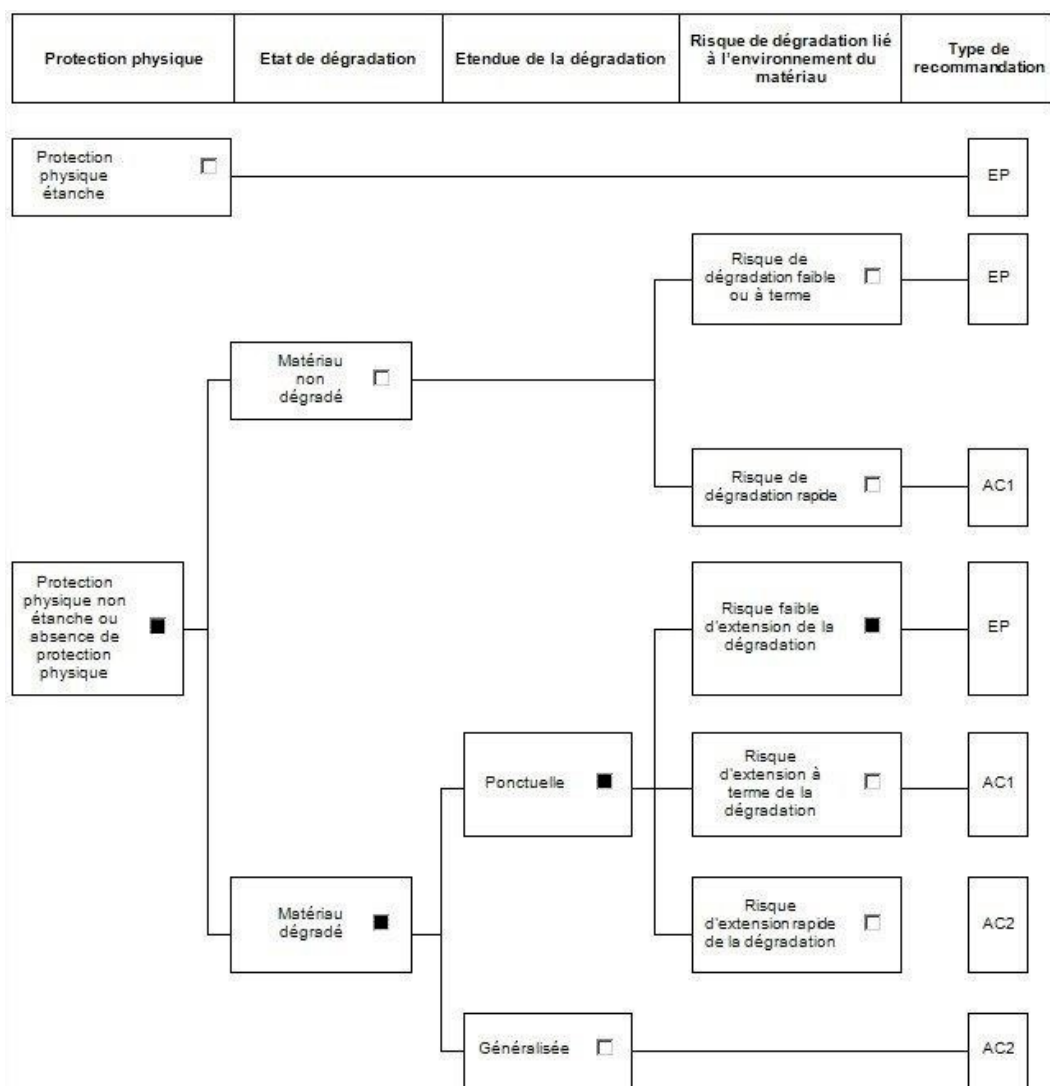 Protection physique
Etat de dégradation
Etendue de la dégradation
Risque de dégradation lié
à l'environnement du
matériau
Type de
recommandation
Protection
physique
étanche
EP
Risque de
dégradation faible
ou à terme
EP
Matériau
non
dégradé
Risque de
dégradation rapide
AC1
Protection
physique non
étanche ou
absence de
protection
physique
Risque faible
d'extension de la
dégradation
EP
Ponctuelle
Risque
d'extension à
terme de la
dégradation
AC1
Matériau
dégradé
Risque
d'extension rapide
de la dégradation
AC2
Généralisée
AC2